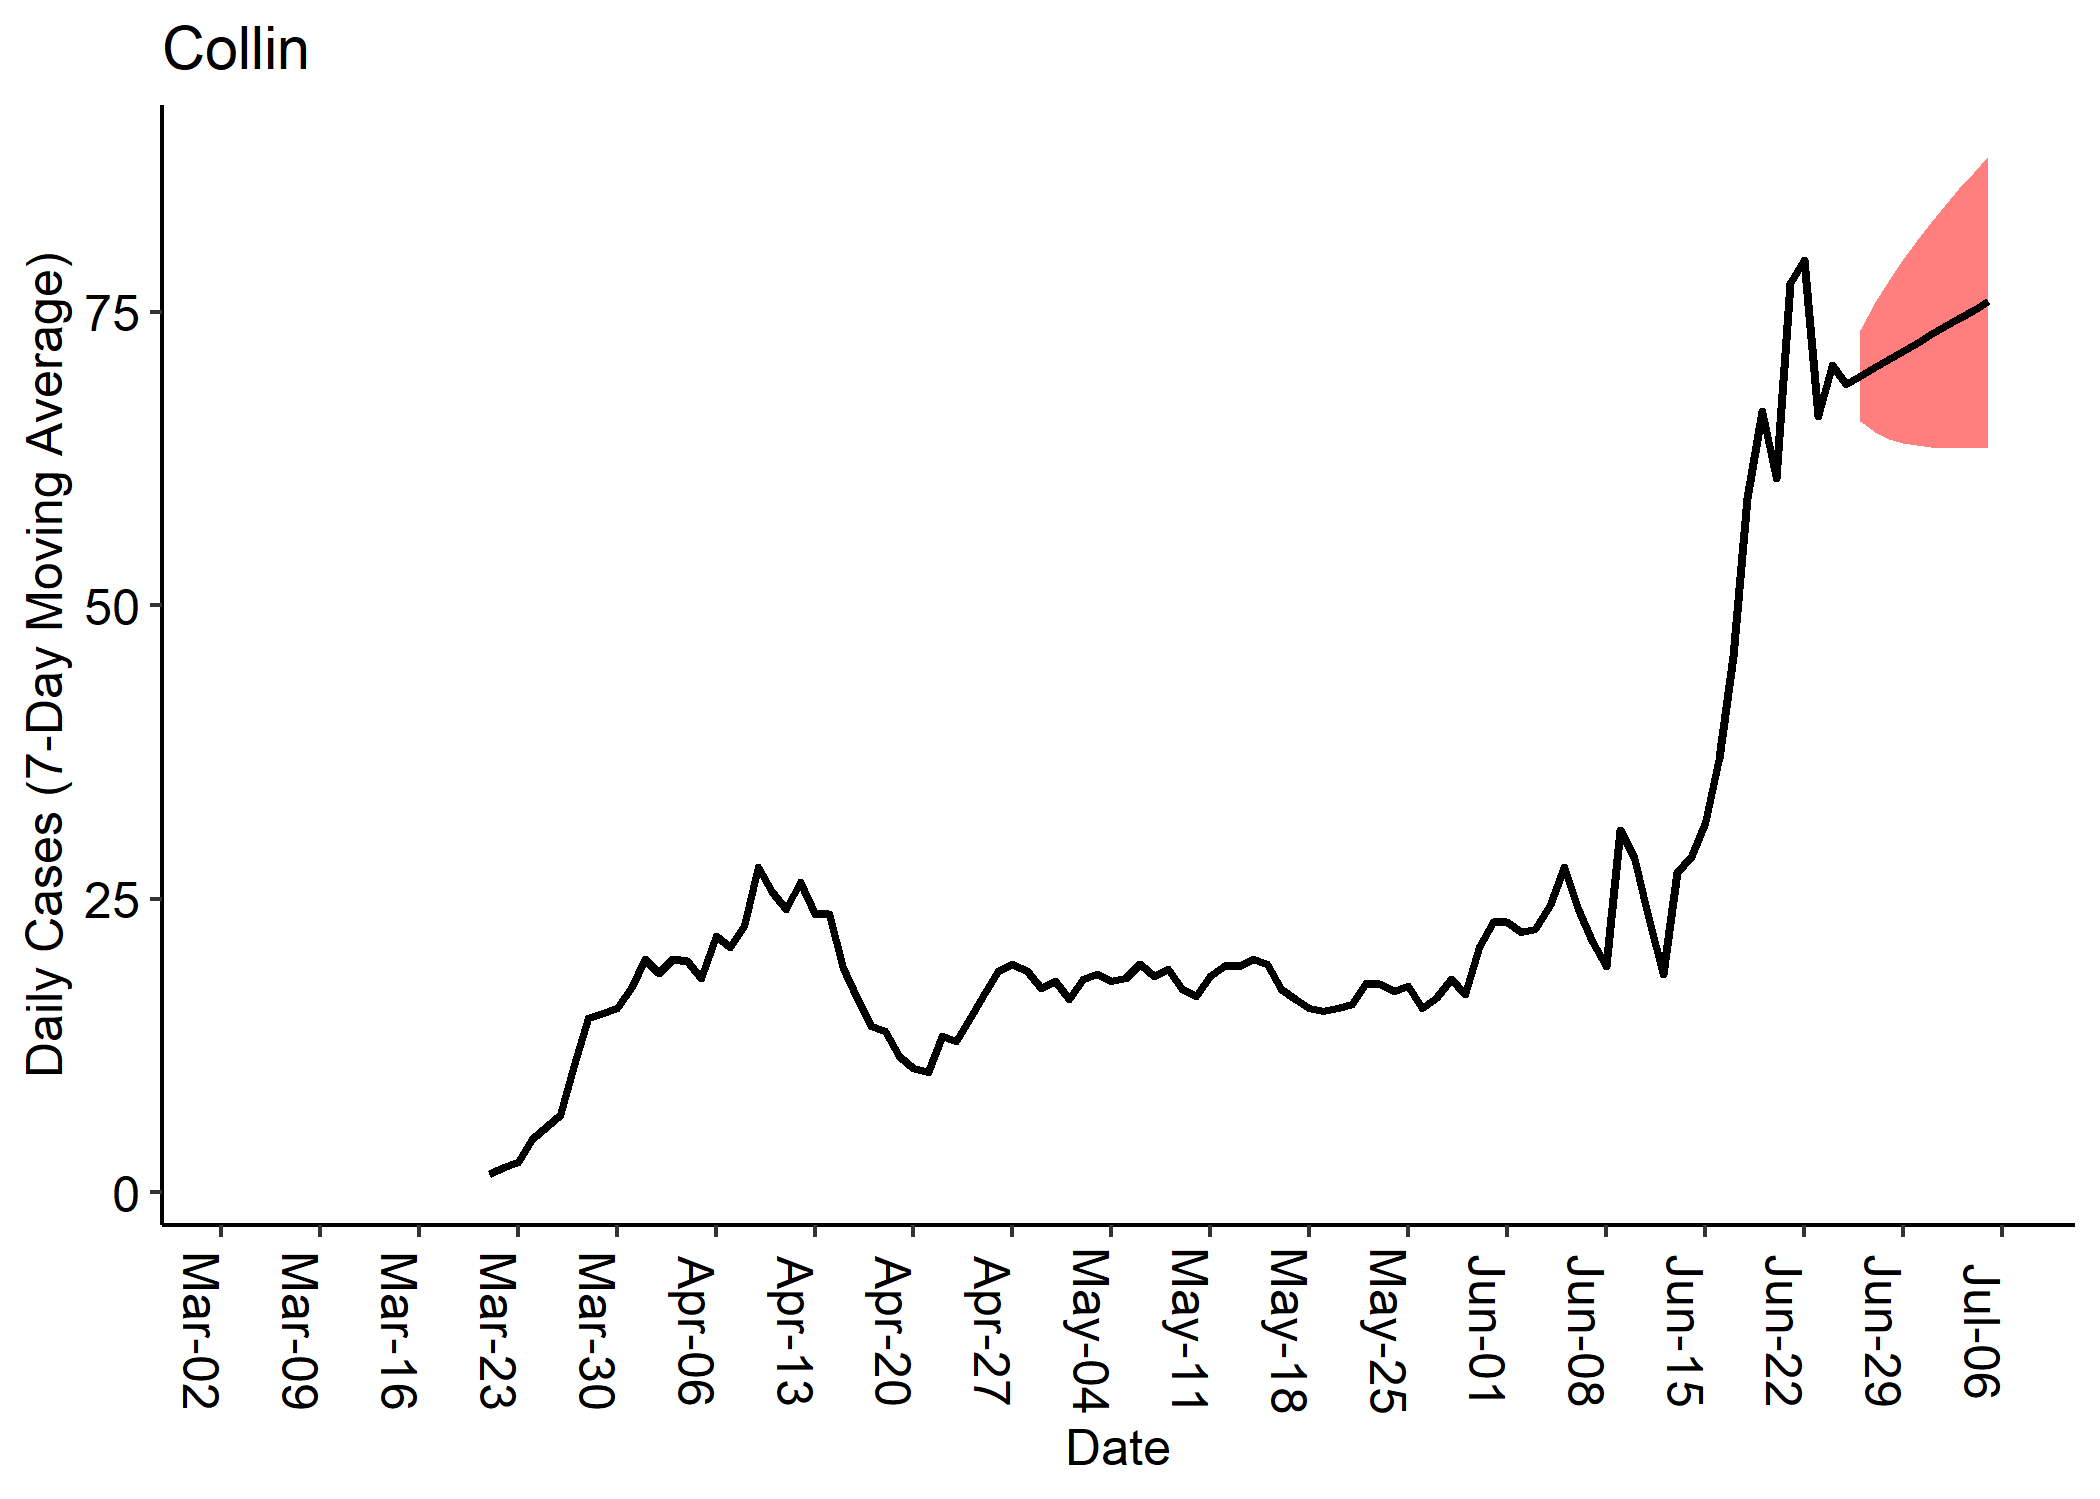 Collin
Daily Cases (7-Day Moving Average)
75
50
25
0
Mar-02
Mar-09
Mar-16
Mar-23
Mar-30
Apr-06
Apr-13
Apr-20
Apr-27
May-04
May-11
May-18
May-25
Jun-01
Jun-08
Jun-15
Jun-22
Jun-29
Jul-06
Date